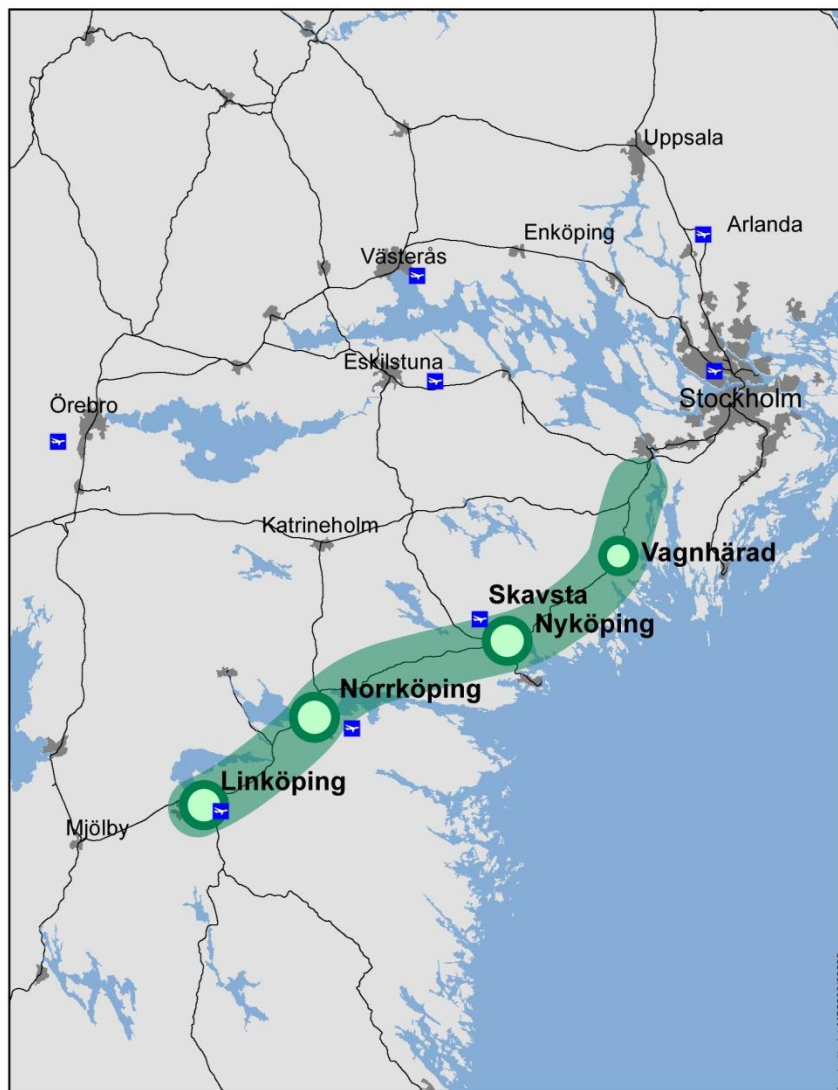 Uppsala
Arlanda
Enköping
Västerås
Eskilstuna
Stockholm
Örebro
Katrineholm
Vagnhärad
Skavsta
Nyköping
Norrköping
Linköping
Mjölby